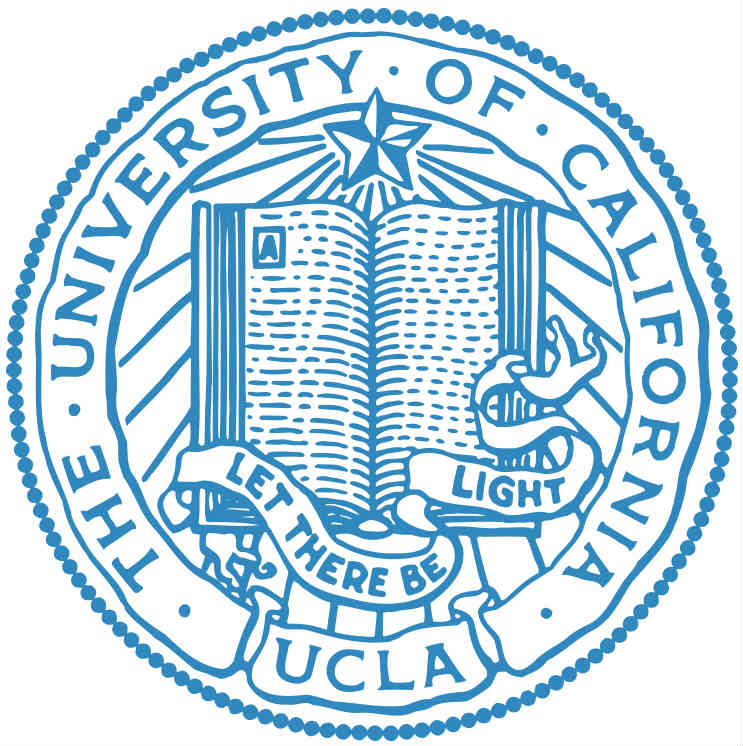 · THE · UNIVERSITY · OF · CALIFORNIA ·
A
LET THERE BE
LIGHT
UCLA